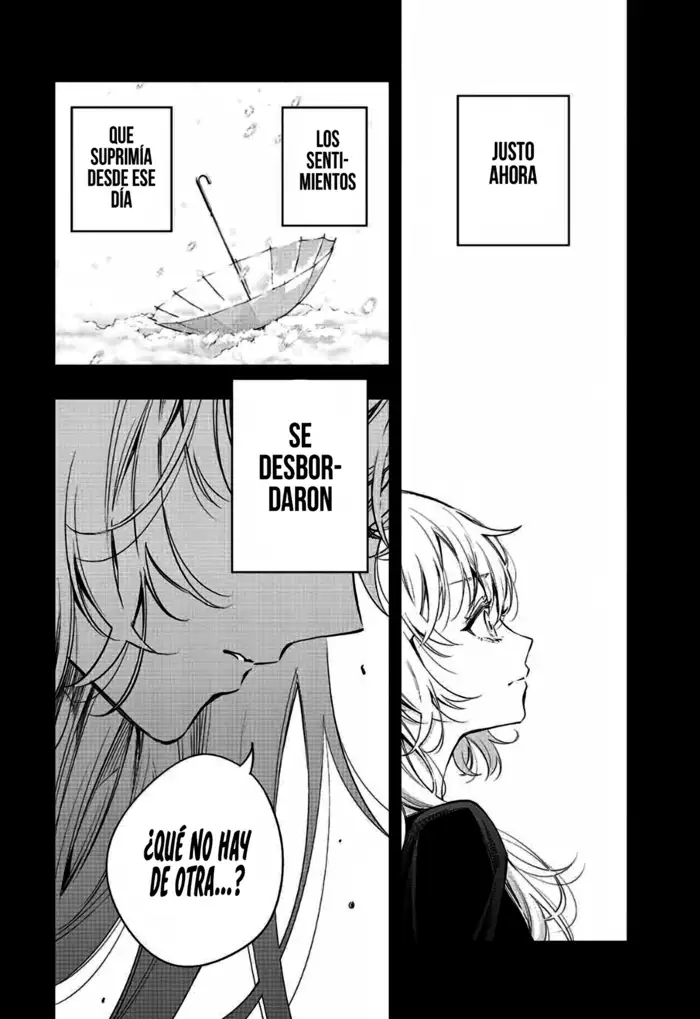 JUSTO
AHORA
LOS
SENTI-
MIENTOS
QUE
SUPRIMÍA
DESDE ESE
DÍA
SE
DESBOR-
DARON
¿QUÉ NO HAY
DE OTRA...?